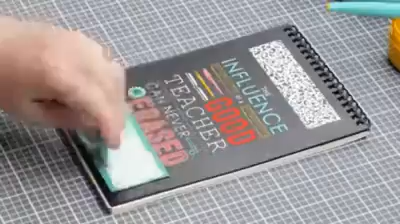 THE
INFLUENCE
OF A
GOOD
TEACHER
CAN NEVER BE
ERASED